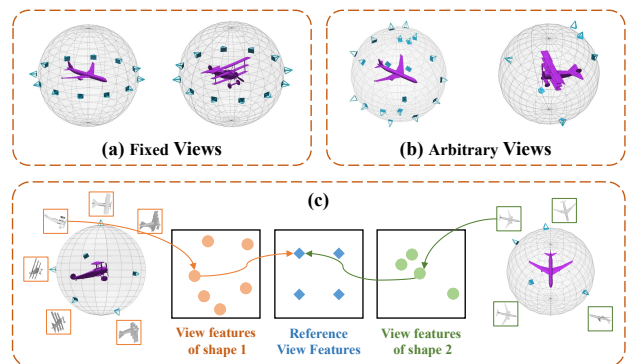 (a) Fixed Views
(b) Arbitrary Views
(c)
View features
of shape 1
Reference
View Features
View features
of shape 2